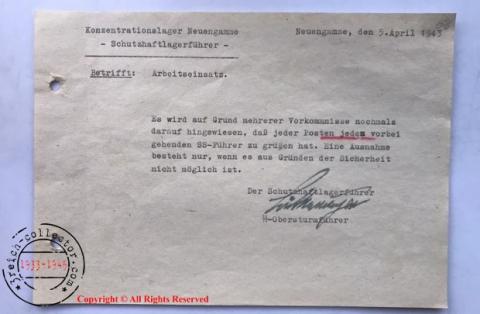 Konzentrationslager Neuengamme
- Schutzhaftlagerführer -
Neuengamme, den 5.April 1943
Betrifft: Arbeitseinsatz.
Es wird auf Grund mehrerer Vorkommnisse nochmals
darauf hingewiesen, daß jeder Posten jedem vorbei
gehenden SS-Führer zu grüßen hat. Eine Ausnahme
besteht nur, wenn es aus Gründen der Sicherheit
nicht möglich ist.
Der Schutzhaftlagerführer
SS-Obersturmführer
3reich-collector.com
1933-1945
Copyright © All Rights Reserved